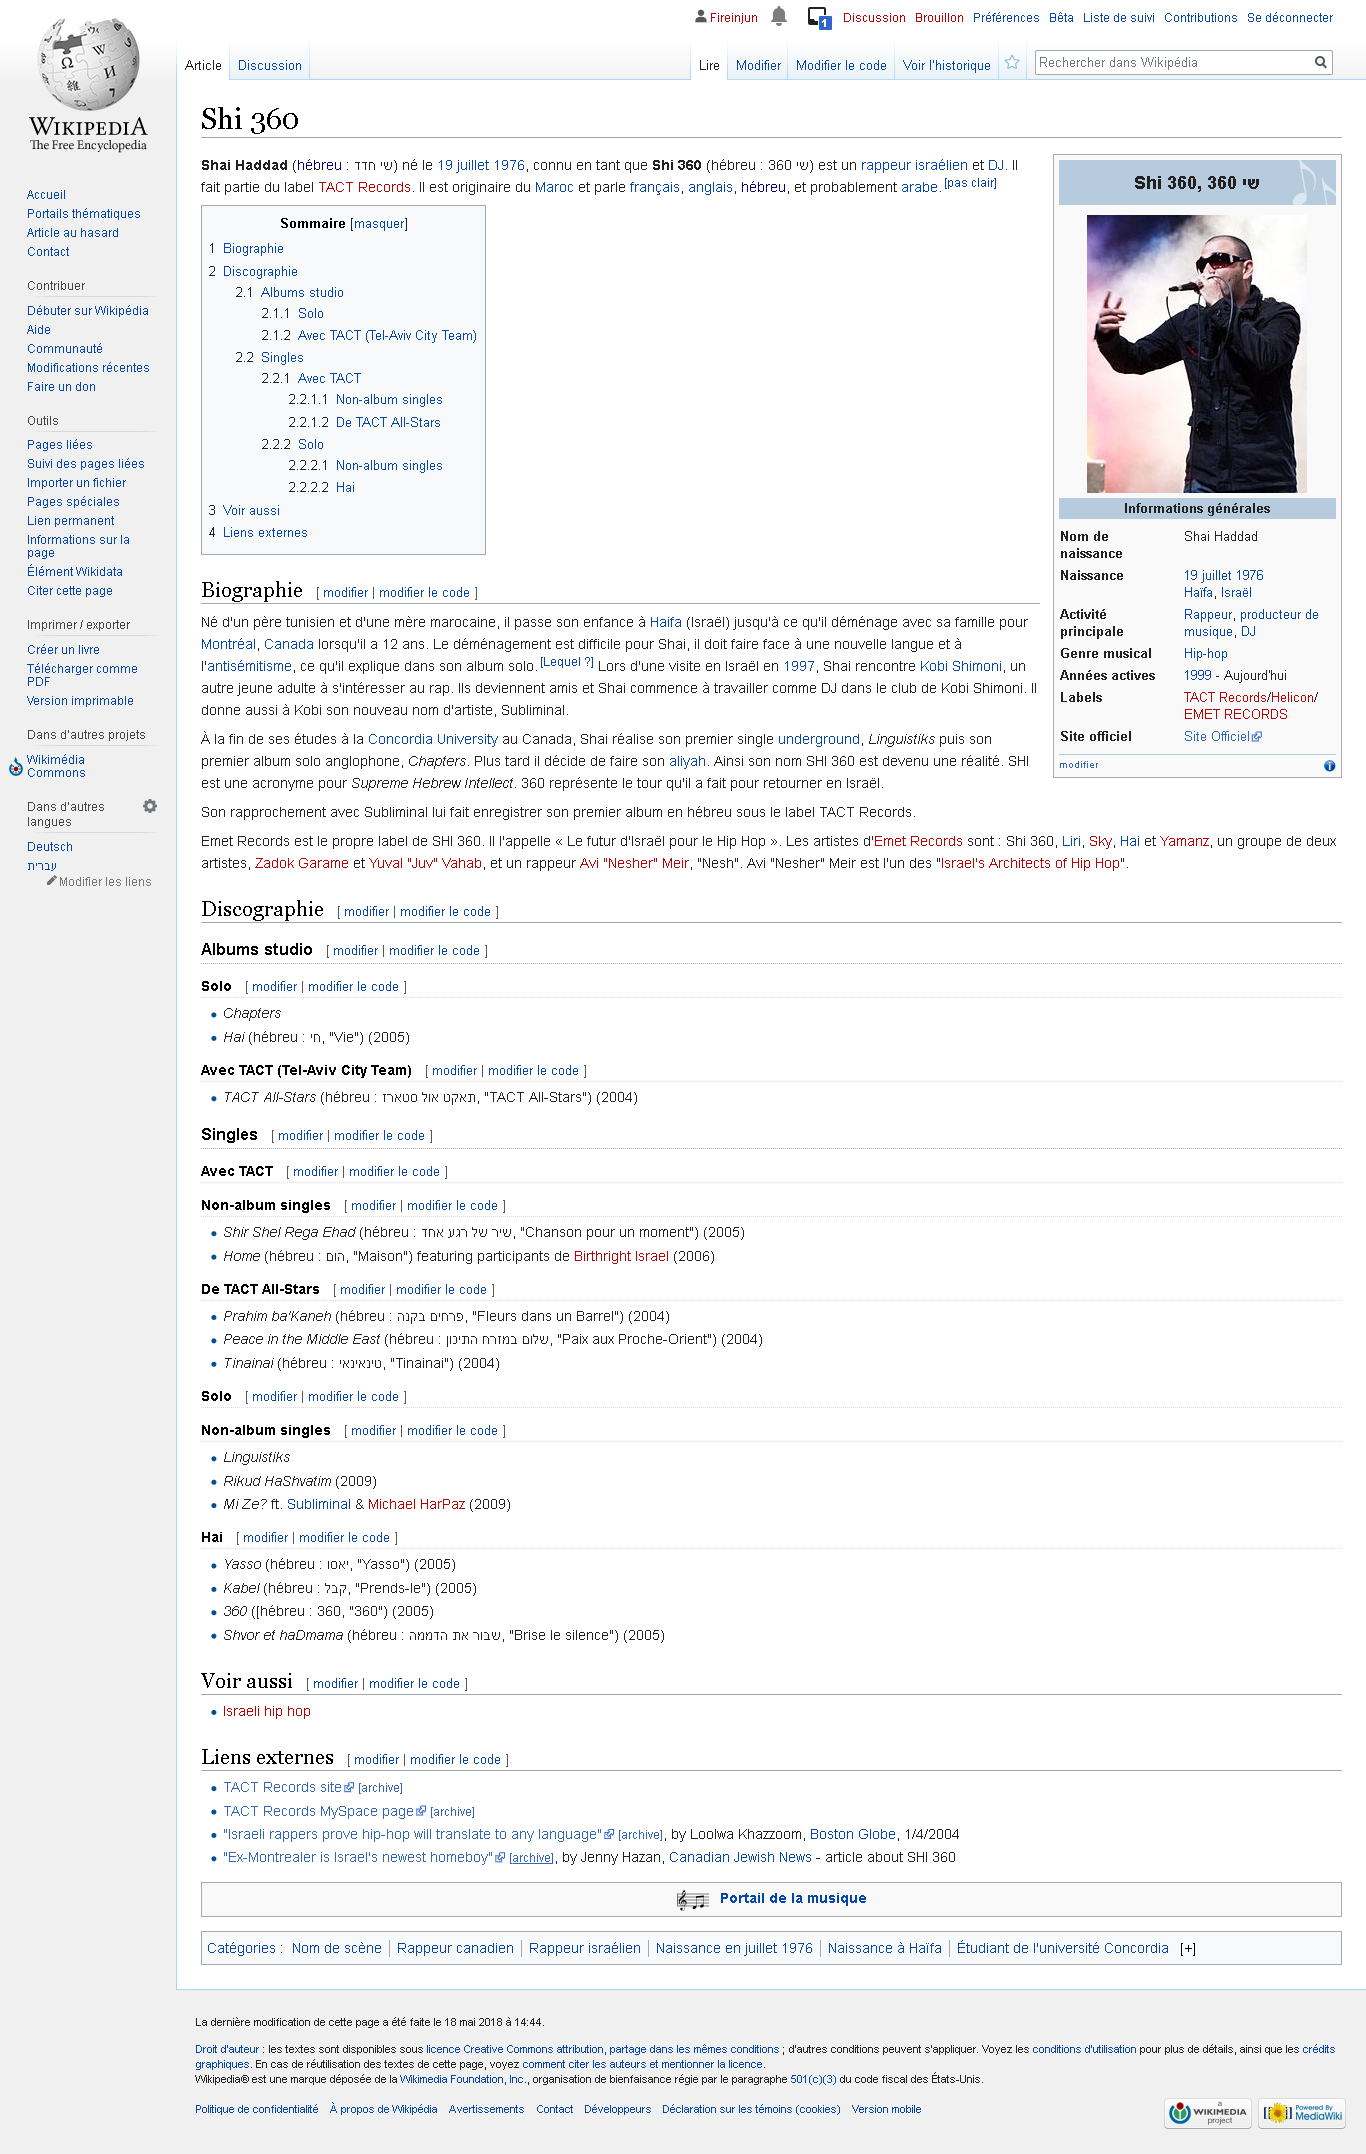 Fireinjun 1 Discussion Brouillon Préférences Bêta Liste de suivi Contributions Se déconnecter
Article Discussion Lire Modifier Modifier le code Voir l'historique Rechercher dans Wikipédia
WIKIPEDIA
The Free Encyclopedia
Accueil
Portails thématiques
Article au hasard
Contact
Contribuer
Débuter sur Wikipédia
Aide
Communauté
Modifications récentes
Faire un don
Outils
Pages liées
Suivi des pages liées
Importer un fichier
Pages spéciales
Lien permanent
Informations sur la
page
Élément Wikidata
Citer cette page
Imprimer / exporter
Créer un livre
Télécharger comme
PDF
Version imprimable
Dans d'autres projets
Wikimédia
Commons
Dans d'autres
langues
Deutsch
עברית
Modifier les liens
Shi 360
Shai Haddad (hébreu : שי חדד) né le 19 juillet 1976, connu en tant que Shi 360 (hébreu : 360 שי) est un rappeur israélien et DJ. Il
fait partie du label TACT Records. Il est originaire du Maroc et parle français, anglais, hébreu, et probablement arabe.[pas clair]
Sommaire [masquer]
1 Biographie
2 Discographie
2.1 Albums studio
2.1.1 Solo
2.1.2 Avec TACT (Tel-Aviv City Team)
2.2 Singles
2.2.1 Avec TACT
2.2.1.1 Non-album singles
2.2.1.2 De TACT All-Stars
2.2.2 Solo
2.2.2.1 Non-album singles
2.2.2.2 Hai
3 Voir aussi
4 Liens externes
Shi 360, 360 שי
Informations générales
Nom de
naissance
Shai Haddad
Naissance 19 juillet 1976
Haïfa, Israël
Activité
principale
Rappeur, producteur de
musique, DJ
Genre musical Hip-hop
Années actives 1999 - Aujourd'hui
Labels TACT Records/Helicon/
EMET RECORDS
Site officiel Site Officiel
modifier
Biographie [ modifier | modifier le code ]
Né d'un père tunisien et d'une mère marocaine, il passe son enfance à Haifa (Israël) jusqu'à ce qu'il déménage avec sa famille pour
Montréal, Canada lorsqu'il a 12 ans. Le déménagement est difficile pour Shai, il doit faire face à une nouvelle langue et à
l'antisémitisme, ce qu'il explique dans son album solo.[Lequel ?] Lors d'une visite en Israël en 1997, Shai rencontre Kobi Shimoni, un
autre jeune adulte à s'intéresser au rap. Ils deviennent amis et Shai commence à travailler comme DJ dans le club de Kobi Shimoni. Il
donne aussi à Kobi son nouveau nom d'artiste, Subliminal.
À la fin de ses études à la Concordia University au Canada, Shai réalise son premier single underground, Linguistiks puis son
premier album solo anglophone, Chapters. Plus tard il décide de faire son aliyah. Ainsi son nom SHI 360 est devenu une réalité. SHI
est une acronyme pour Supreme Hebrew Intellect. 360 représente le tour qu'il a fait pour retourner en Israël.
Son rapprochement avec Subliminal lui fait enregistrer son premier album en hébreu sous le label TACT Records.
Emet Records est le propre label de SHI 360. Il l'appelle « Le futur d'Israël pour le Hip Hop ». Les artistes d'Emet Records sont : Shi 360, Liri, Sky, Hai et Yamanz, un groupe de deux
artistes, Zadok Garame et Yuval "Juv" Vahab, et un rappeur Avi "Nesher" Meir, "Nesh". Avi "Nesher" Meir est l'un des "Israel's Architects of Hip Hop".
Discographie [ modifier | modifier le code ]
Albums studio [ modifier | modifier le code ]
Solo [ modifier | modifier le code ]
Chapters
Hai (hébreu : חי, "Vie") (2005)
Avec TACT (Tel-Aviv City Team) [ modifier | modifier le code ]
TACT All-Stars (hébreu : תאקט אול סטארז, "TACT All-Stars") (2004)
Singles [ modifier | modifier le code ]
Avec TACT [ modifier | modifier le code ]
Non-album singles [ modifier | modifier le code ]
Shir Shel Rega Ehad (hébreu : שיר של רגע אחד, "Chanson pour un moment") (2005)
Home (hébreu : הום, "Maison") featuring participants de Birthright Israel (2006)
De TACT All-Stars [ modifier | modifier le code ]
Prahim ba'Kaneh (hébreu : פרחים בקנה, "Fleurs dans un Barrel") (2004)
Peace in the Middle East (hébreu : שלום במזרח התיכון, "Paix aux Proche-Orient") (2004)
Tinainai (hébreu : טינאינאי, "Tinainai") (2004)
Solo [ modifier | modifier le code ]
Non-album singles [ modifier | modifier le code ]
Linguistiks
Rikud HaShvatim (2009)
Mi Ze? ft. Subliminal & Michael HarPaz (2009)
Hai [ modifier | modifier le code ]
Yasso (hébreu : יאסו, "Yasso") (2005)
Kabel (hébreu : קבל, "Prends-le") (2005)
360 ([hébreu : 360, "360") (2005)
Shvor et haDmama (hébreu : שבור את הדממה, "Brise le silence") (2005)
Voir aussi [ modifier | modifier le code ]
Israeli hip hop
Liens externes [ modifier | modifier le code ]
TACT Records site [archive]
TACT Records MySpace page [archive]
"Israeli rappers prove hip-hop will translate to any language" [archive], by Loolwa Khazzoom, Boston Globe, 1/4/2004
"Ex-Montrealer is Israel's newest homeboy" [archive], by Jenny Hazan, Canadian Jewish News - article about SHI 360
Portail de la musique
Catégories : Nom de scène | Rappeur canadien | Rappeur israélien | Naissance en juillet 1976 | Naissance à Haïfa | Étudiant de l'université Concordia [+]
La dernière modification de cette page a été faite le 18 mai 2018 à 14:44.
Droit d'auteur : les textes sont disponibles sous licence Creative Commons attribution, partage dans les mêmes conditions ; d'autres conditions peuvent s'appliquer. Voyez les conditions d'utilisation pour plus de détails, ainsi que les crédits
graphiques. En cas de réutilisation des textes de cette page, voyez comment citer les auteurs et mentionner la licence.
Wikipedia® est une marque déposée de la Wikimedia Foundation, Inc., organisation de bienfaisance régie par le paragraphe 501(c)(3) du code fiscal des États-Unis.
Politique de confidentialité À propos de Wikipédia Avertissements Contact Développeurs Déclaration sur les témoins (cookies) Version mobile
A WIKIMEDIA project
Powered By MediaWiki